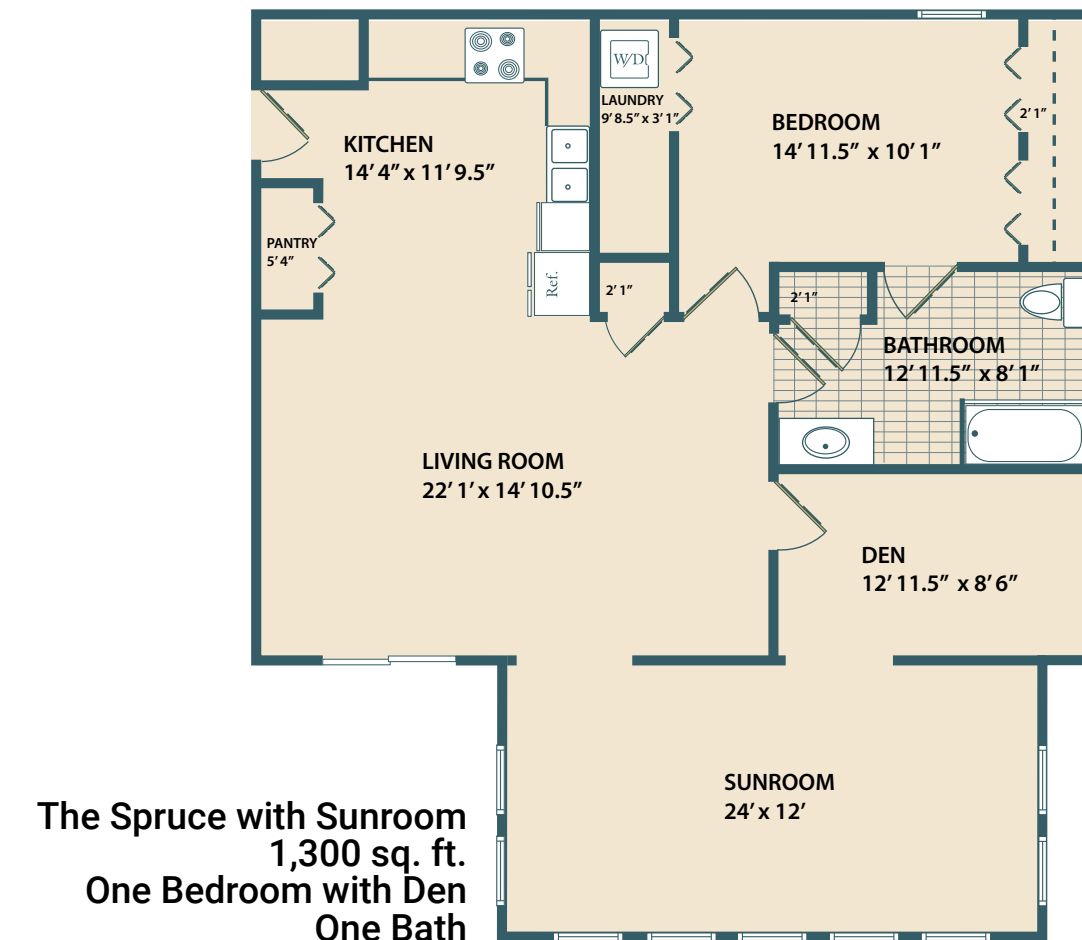 W/D
LAUNDRY
9' 8.5" x 3' 1"
KITCHEN
14' 4" x 11' 9.5"
BEDROOM
14' 11.5" x 10' 1"
2' 1"
PANTRY
5' 4"
Ref.
2' 1"
2' 1"
BATHROOM
12' 11.5" x 8' 1"
LIVING ROOM
22' 1' x 14' 10.5"
DEN
12' 11.5" x 8' 6"
SUNROOM
24' x 12'
The Spruce with Sunroom
1,300 sq. ft.
One Bedroom with Den
One Bath